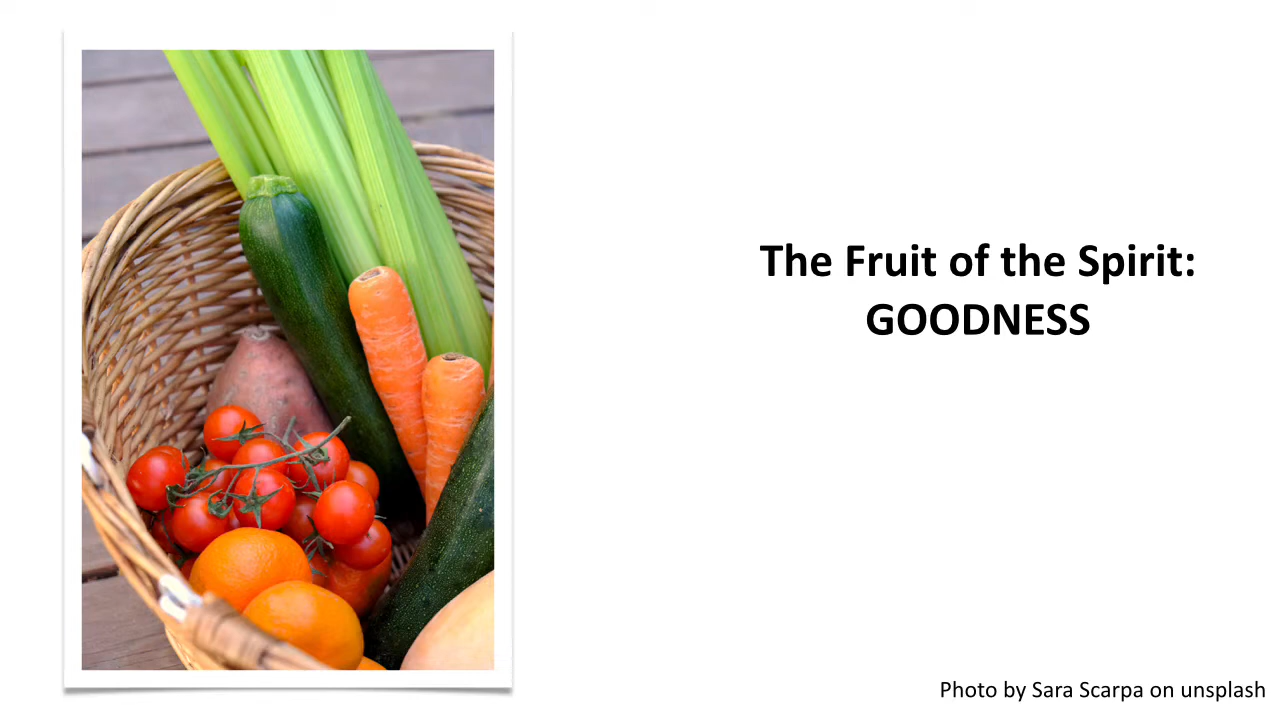 The Fruit of the Spirit:
GOODNESS
Photo by Sara Scarpa on unsplash